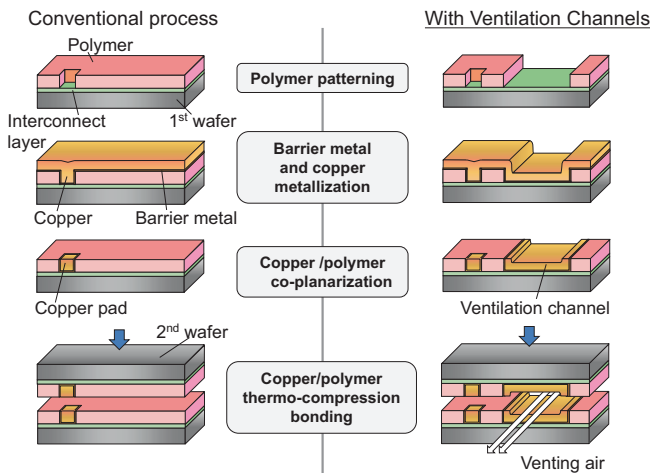 Conventional process
With Ventilation Channels
Polymer
Polymer patterning
Interconnect
layer
1st wafer
Barrier metal
and copper
metallization
Copper
Barrier metal
Copper /polymer
co-planarization
Copper pad
Ventilation channel
2nd wafer
Copper/polymer
thermo-compression
bonding
Venting air